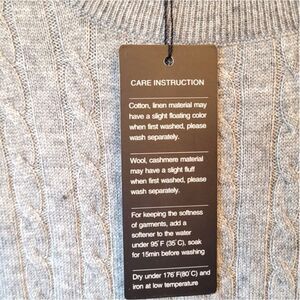 CARE INSTRUCTION
Cotton, linen material may
have a slight floating color
when first washed, please
wash separately.
Wool, cashmere material
may have a slight fluff
when first washed, please
wash separately.
For keeping the softness
of garments, add a
softener to the water
under 95°F (35°C), soak
for 15min before washing
Dry under 176°F(80°C) and
iron at low temperature